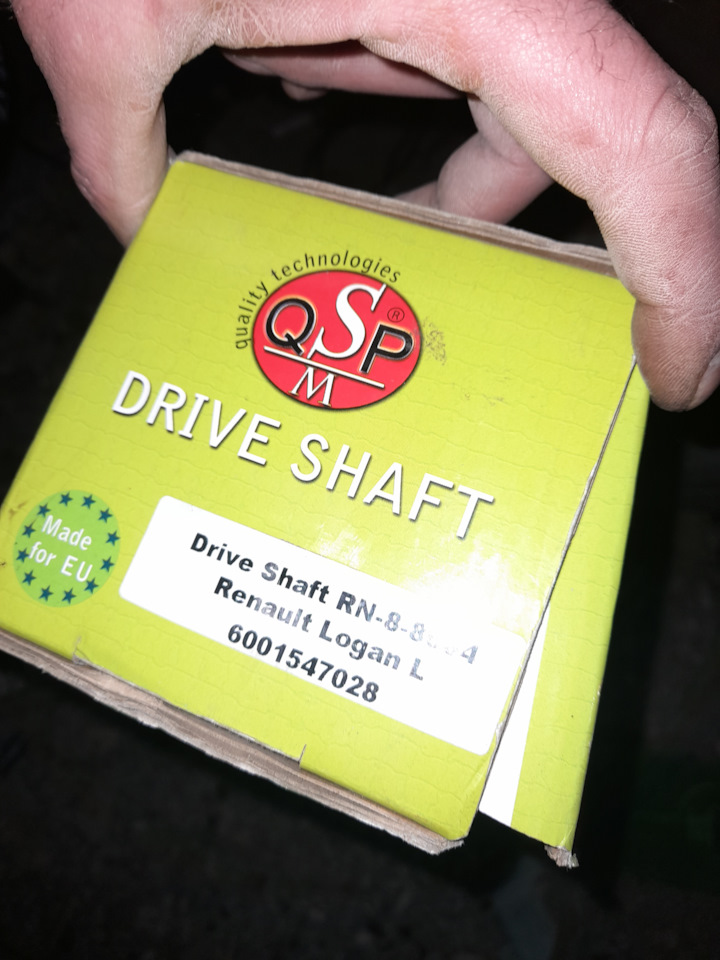 quality technologies
QSP ®
M
DRIVE SHAFT
Made
for EU
Drive Shaft
Renault Logan L
6001547028